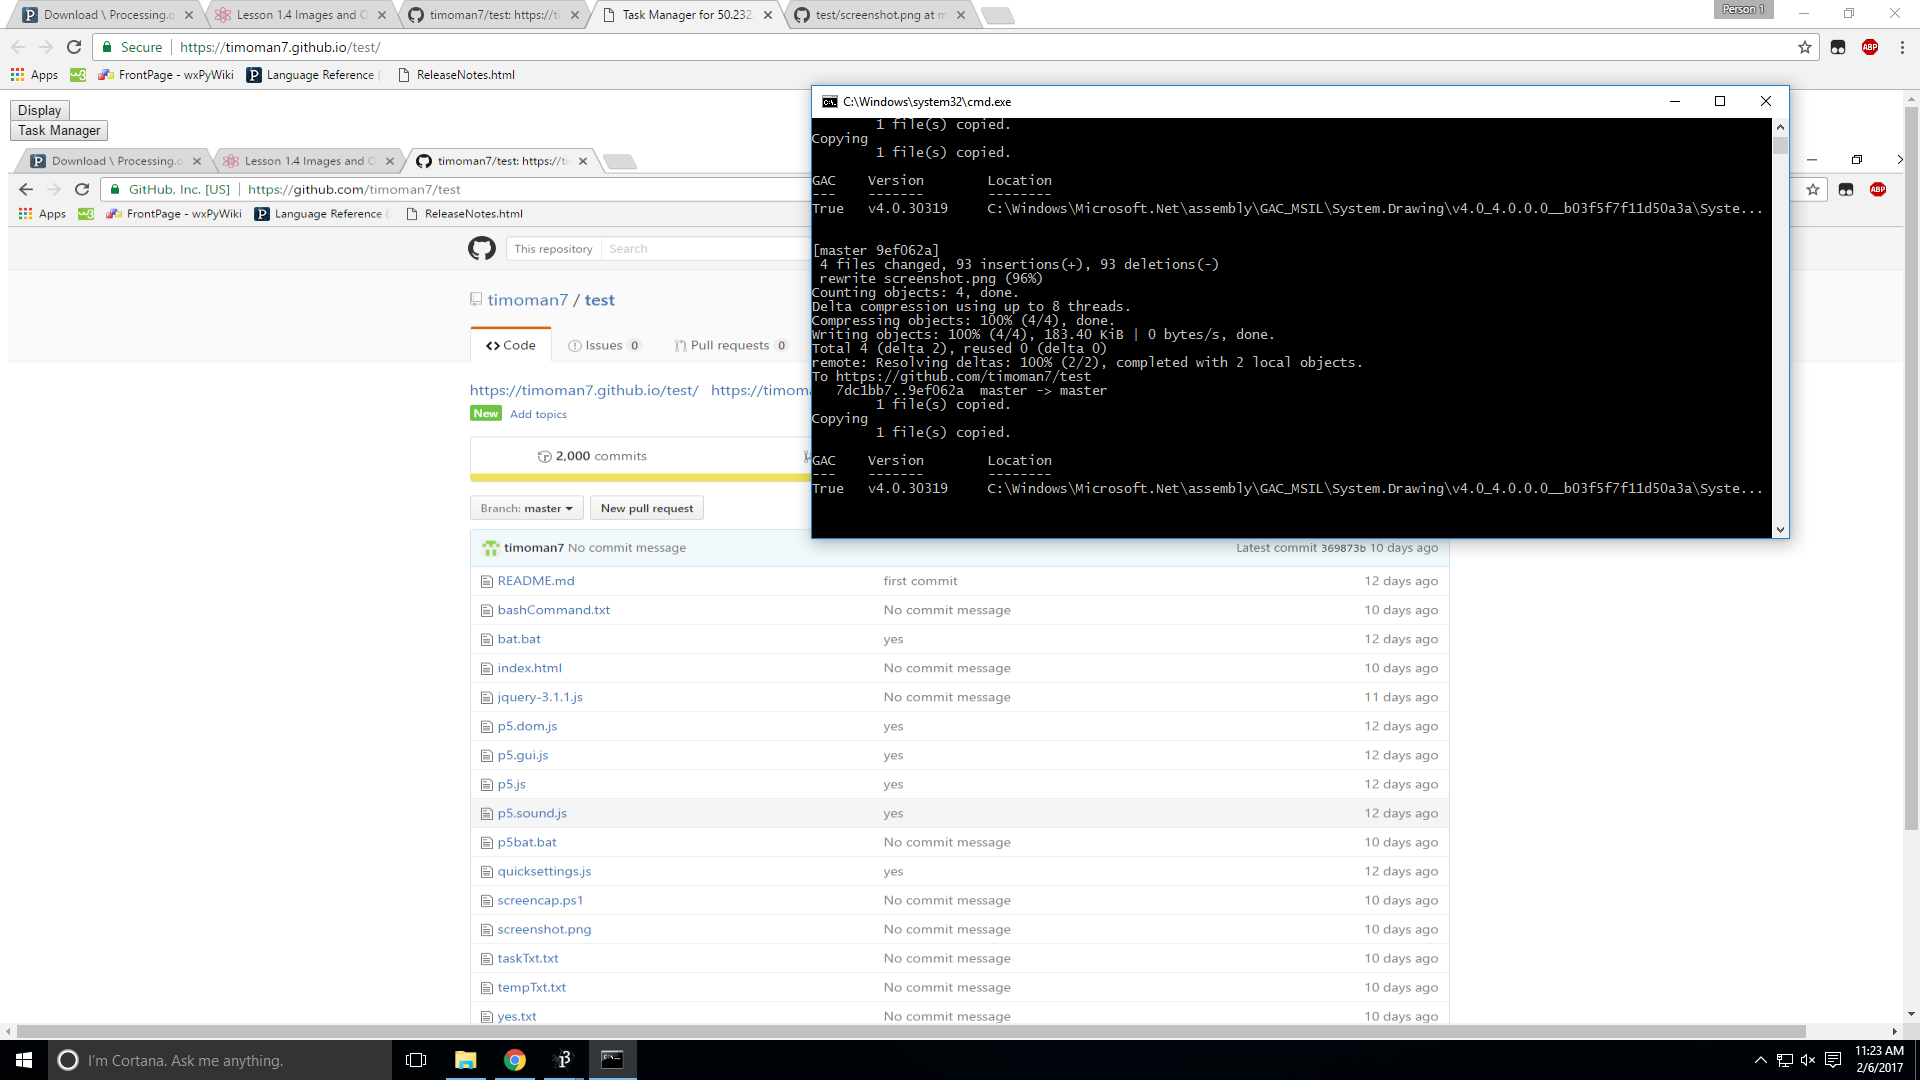 Download \ Processing.o
Lesson 1.4 Images and O
timoman7/test: https://ti
Task Manager for 50.232
test/screenshot.png at m
Person 1
Secure
https://timoman7.github.io/test/
ABP
Apps
w3
FrontPage - wxPyWiki
Language Reference (
ReleaseNotes.html
Display
Task Manager
Download \ Processing.o
Lesson 1.4 Images and O
timoman7/test: https://ti
GitHub, Inc. [US]
https://github.com/timoman7/test
ABP
Apps
w3
FrontPage - wxPyWiki
Language Reference (
ReleaseNotes.html
This repository
Search
timoman7 / test
Code
Issues 0
Pull requests 0
https://timoman7.github.io/test/ https://timoma
New Add topics
2,000 commits
Branch: master
New pull request
timoman7 No commit message
Latest commit 369873b 10 days ago
README.md first commit 12 days ago
bashCommand.txt No commit message 10 days ago
bat.bat yes 12 days ago
index.html No commit message 10 days ago
jquery-3.1.1.js No commit message 11 days ago
p5.dom.js yes 12 days ago
p5.gui.js yes 12 days ago
p5.js yes 12 days ago
p5.sound.js yes 12 days ago
p5bat.bat No commit message 10 days ago
quicksettings.js yes 12 days ago
screencap.ps1 No commit message 10 days ago
screenshot.png No commit message 10 days ago
taskTxt.txt No commit message 10 days ago
tempTxt.txt No commit message 10 days ago
yes.txt No commit message 10 days ago
C:\Windows\system32\cmd.exe
1 file(s) copied.
Copying
1 file(s) copied.
GAC Version Location
--- ------- --------
True v4.0.30319 C:\Windows\Microsoft.Net\assembly\GAC_MSIL\System.Drawing\v4.0_4.0.0.0__b03f5f7f11d50a3a\Syste...
[master 9ef062a]
4 files changed, 93 insertions(+), 93 deletions(-)
rewrite screenshot.png (96%)
Counting objects: 4, done.
Delta compression using up to 8 threads.
Compressing objects: 100% (4/4), done.
Writing objects: 100% (4/4), 183.40 KiB | 0 bytes/s, done.
Total 4 (delta 2), reused 0 (delta 0)
remote: Resolving deltas: 100% (2/2), completed with 2 local objects.
To https://github.com/timoman7/test
7dc1bb7..9ef062a master -> master
1 file(s) copied.
Copying
1 file(s) copied.
GAC Version Location
--- ------- --------
True v4.0.30319 C:\Windows\Microsoft.Net\assembly\GAC_MSIL\System.Drawing\v4.0_4.0.0.0__b03f5f7f11d50a3a\Syste...
I'm Cortana. Ask me anything.
11:23 AM
2/6/2017